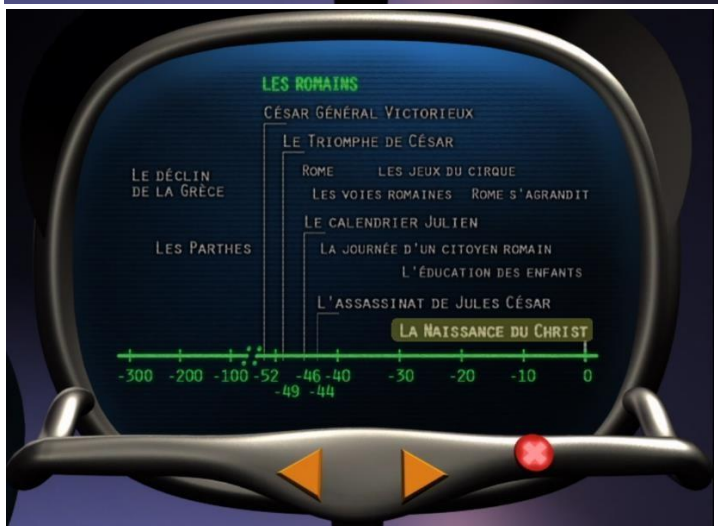 LES ROMAINS
CÉSAR GÉNÉRAL VICTORIEUX
LE TRIOMPHE DE CÉSAR
ROME LES JEUX DU CIRQUE
LE DÉCLIN
DE LA GRÈCE
LES VOIES ROMAINES ROME S'AGRANDIT
LE CALENDRIER JULIEN
LES PARTHES
LA JOURNÉE D'UN CITOYEN ROMAIN
L'ÉDUCATION DES ENFANTS
L'ASSASSINAT DE JULES CÉSAR
LA NAISSANCE DU CHRIST
-300 -200 -100 -52 -46 -40 -30 -20 -10 0
-49 -44